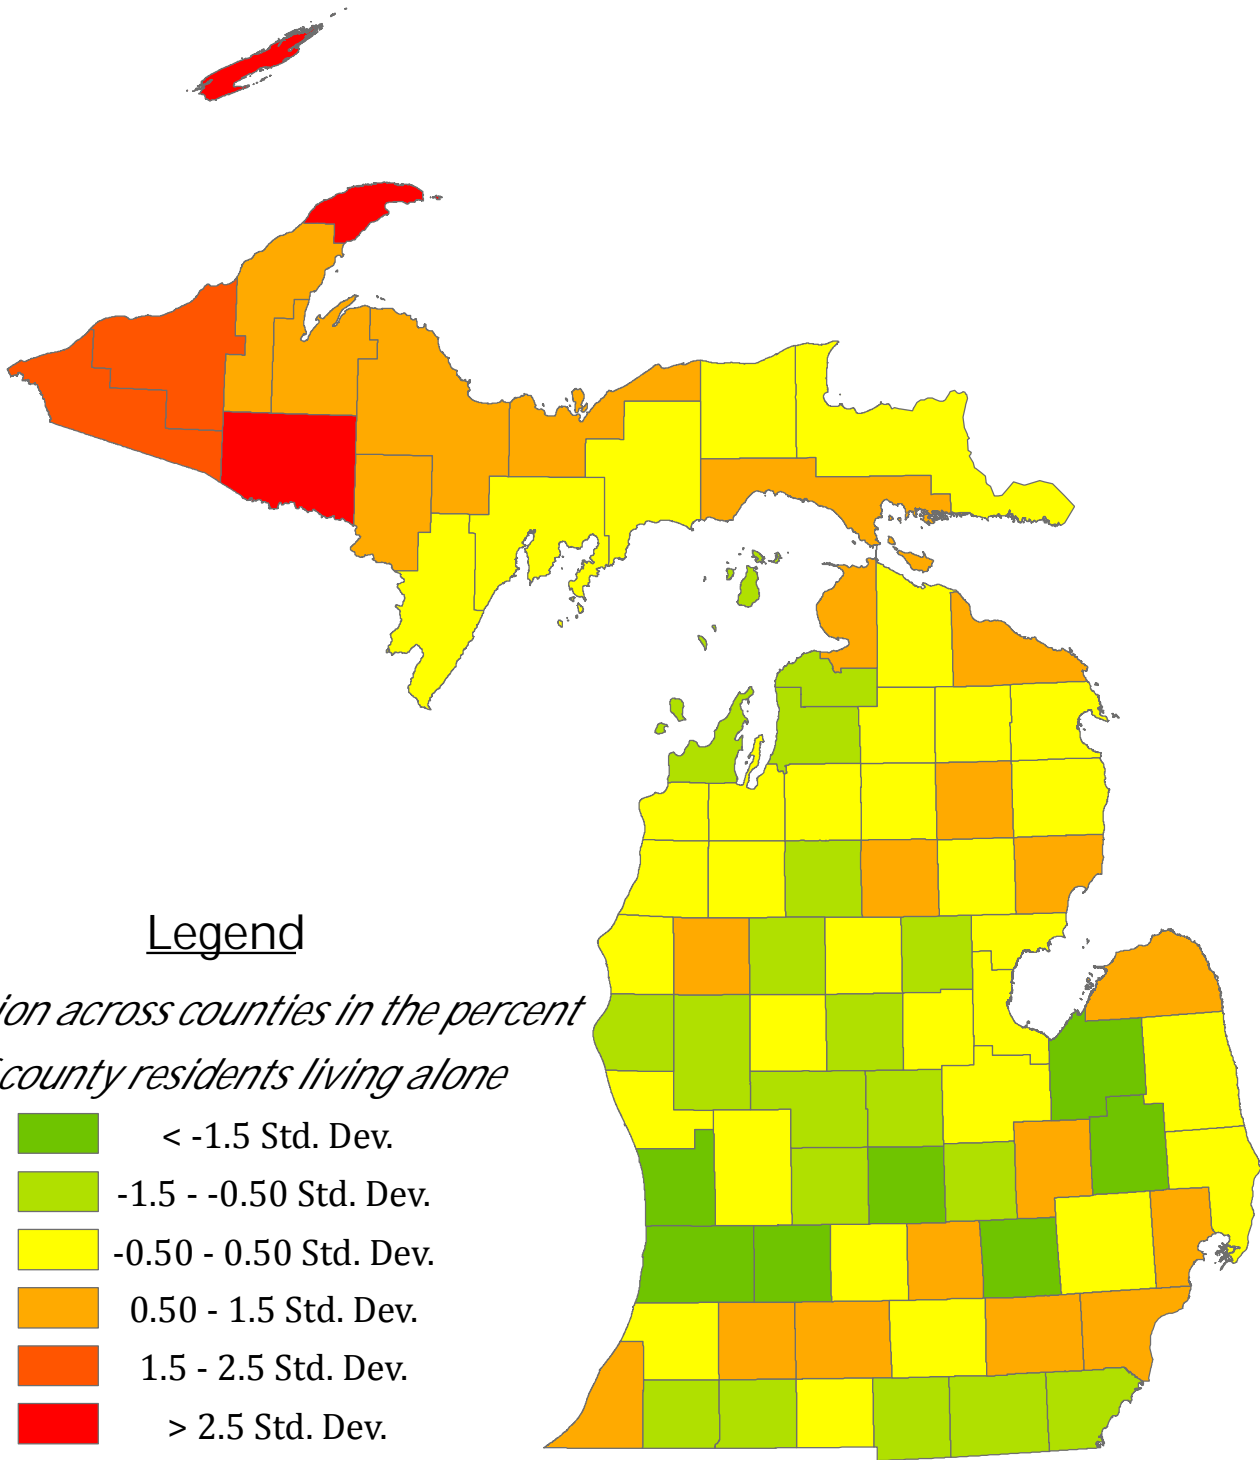 Legend
across counties in the percent
county residents living alone
< -1.5 Std. Dev.
-1.5 - -0.50 Std. Dev.
-0.50 - 0.50 Std. Dev.
0.50 - 1.5 Std. Dev.
1.5 - 2.5 Std. Dev.
> 2.5 Std. Dev.